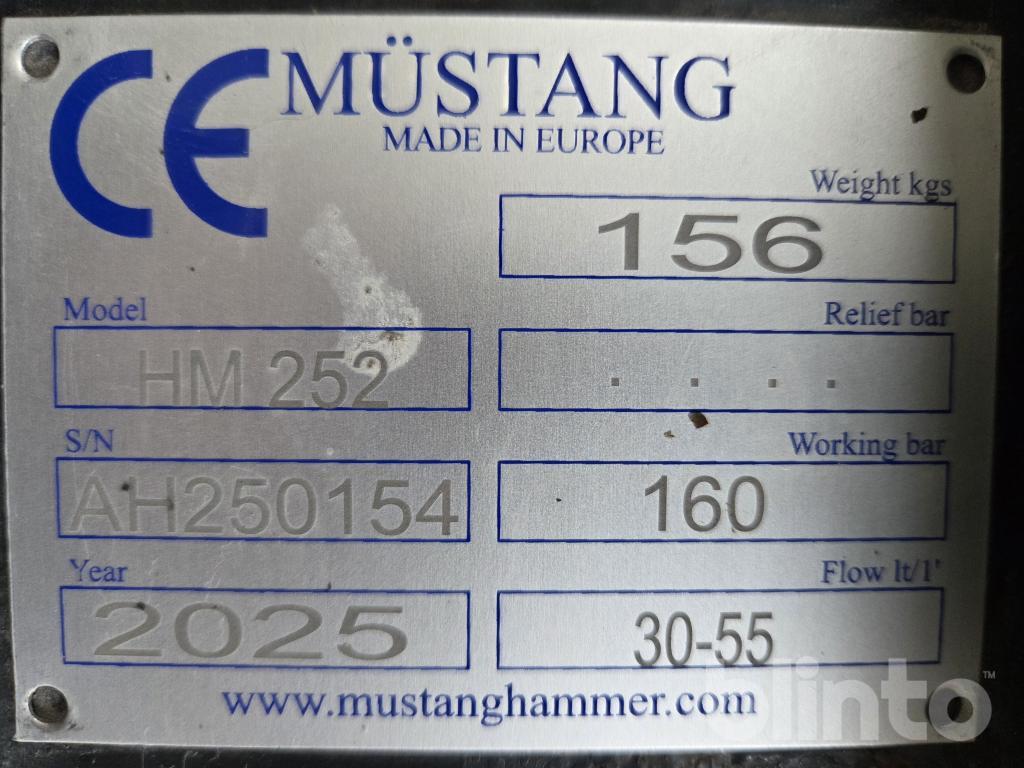 CE MÜSTANG
MADE IN EUROPE
Weight kgs
156
Model
HM 252
Relief bar
. . . .
S/N
AH250154
Working bar
160
Year
2025
Flow lt/1'
30-55
www.mustanghammer.com
blinto™